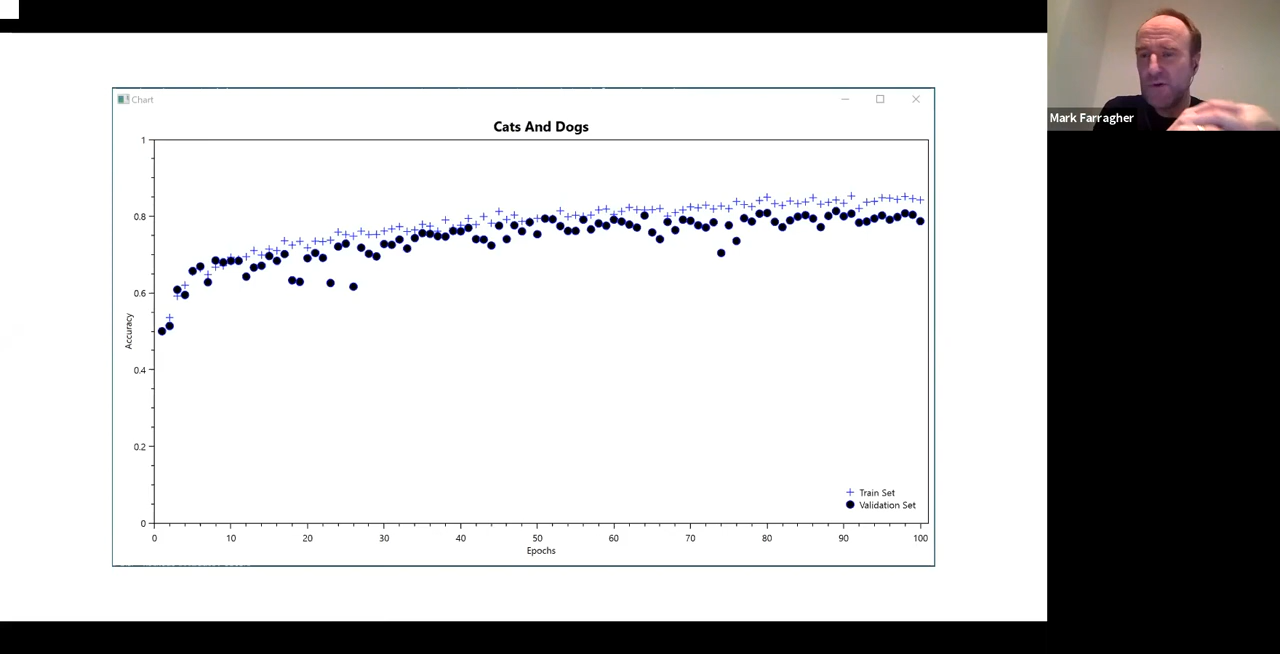 Chart
Mark Farragher
Cats And Dogs
1
0.8
0.6
0.4
0.2
0
Accuracy
Train Set
Validation Set
0 10 20 30 40 50 60 70 80 90 100
Epochs